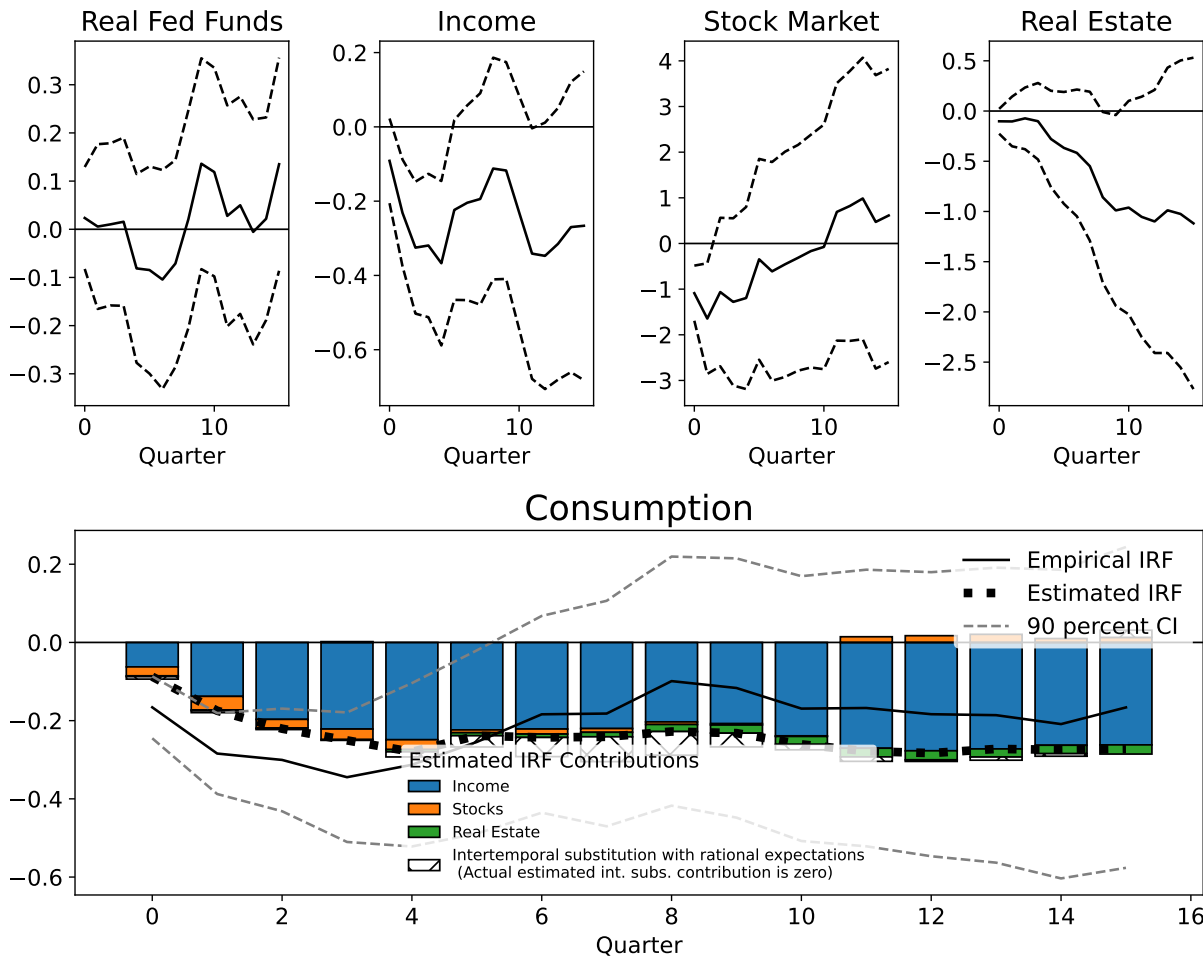 Real Fed Funds
Income
Stock Market
Real Estate
0.3
0.2
0.1
0.0
−0.1
−0.2
−0.3
0.2
0.0
−0.2
−0.4
−0.6
4
3
2
1
0
−1
−2
−3
0.5
0.0
−0.5
−1.0
−1.5
−2.0
−2.5
0 10
0 10
0 10
0 10
Quarter
Quarter
Quarter
Quarter
Consumption
0.2
0.0
−0.2
−0.4
−0.6
Empirical IRF
Estimated IRF
90 percent CI
Estimated IRF Contributions
Income
Stocks
Real Estate
Intertemporal substitution with rational expectations
(Actual estimated int. subs. contribution is zero)
0 2 4 6 8 10 12 14 16
Quarter